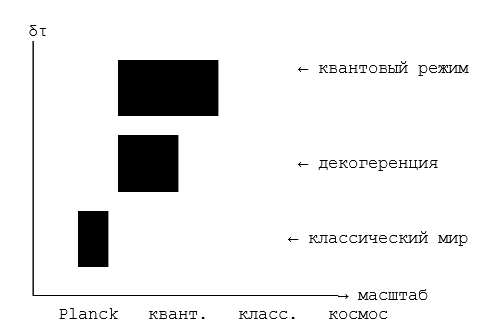 δτ
← квантовый режим
← декогеренция
← классический мир
→ масштаб
Planck квант. класс. космос